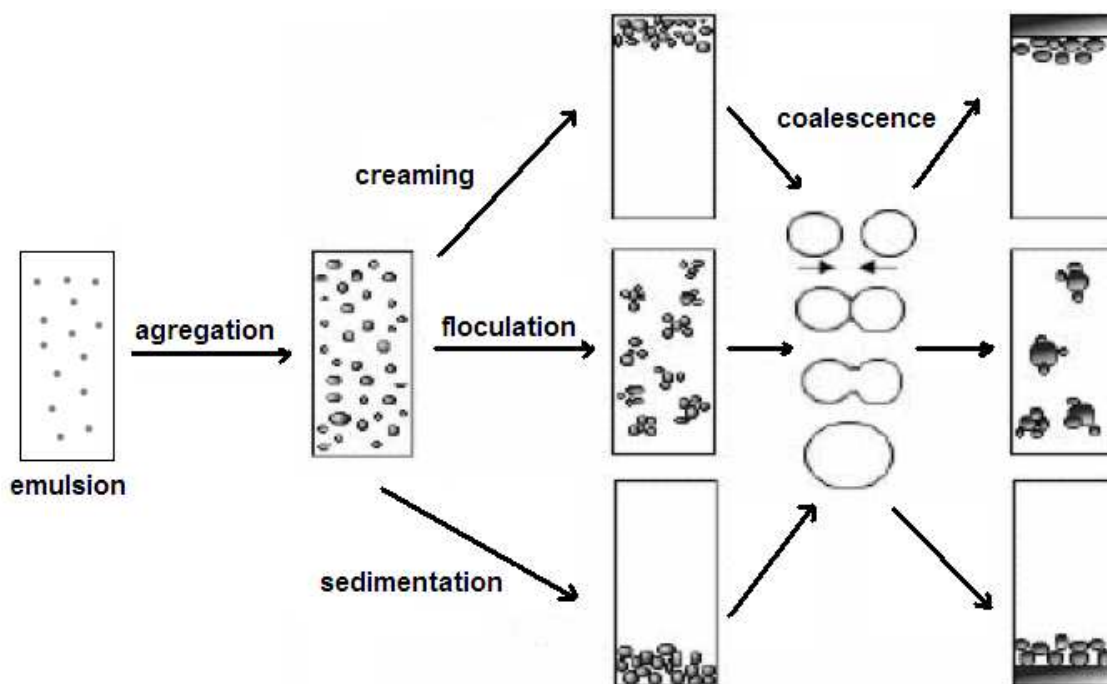 coalescence
creaming
agregation
floculation
emulsion
sedimentation